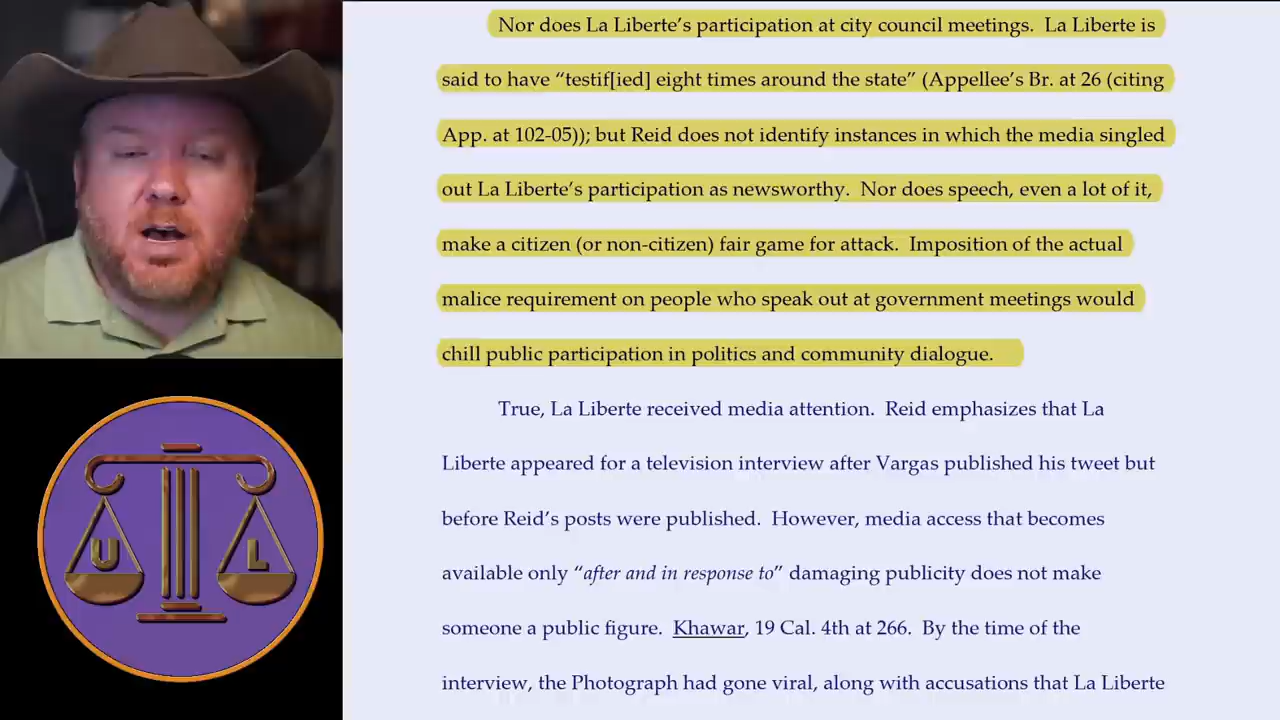 Nor does La Liberte’s participation at city council meetings.  La Liberte is
said to have “testif[ied] eight times around the state” (Appellee’s Br. at 26 (citing
App. at 102-05)); but Reid does not identify instances in which the media singled
out La Liberte’s participation as newsworthy.  Nor does speech, even a lot of it,
make a citizen (or non-citizen) fair game for attack.  Imposition of the actual
malice requirement on people who speak out at government meetings would
chill public participation in politics and community dialogue.
True, La Liberte received media attention.  Reid emphasizes that La
Liberte appeared for a television interview after Vargas published his tweet but
before Reid’s posts were published.  However, media access that becomes
available only “after and in response to” damaging publicity does not make
someone a public figure.  Khawar, 19 Cal. 4th at 266.  By the time of the
interview, the Photograph had gone viral, along with accusations that La Liberte
U L